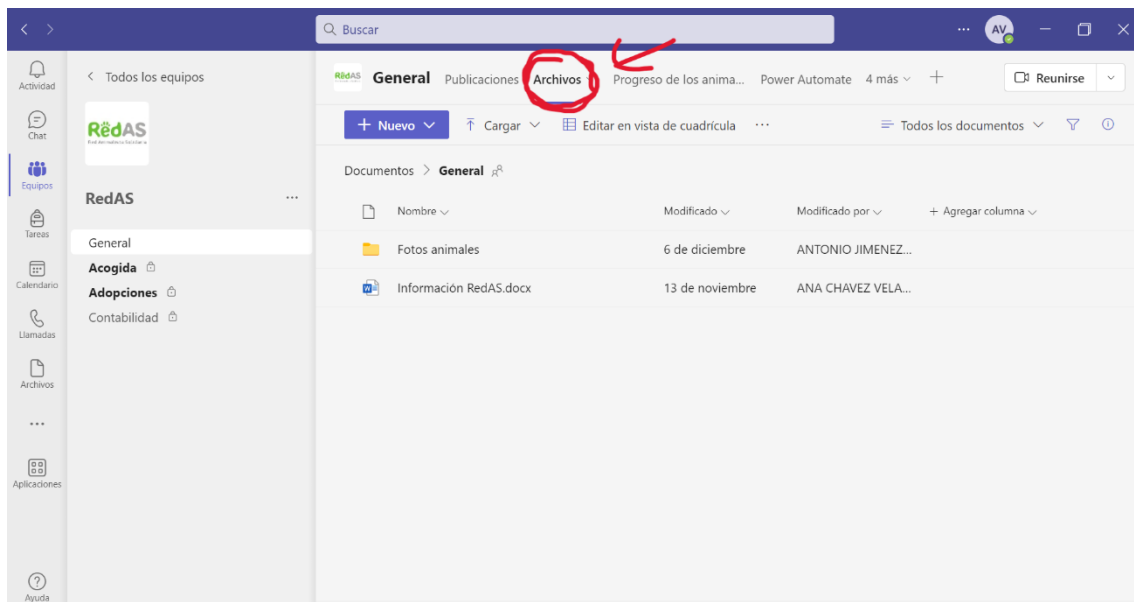 Buscar
AV
Actividad
Chat
Equipos
Tareas
Calendario
Llamadas
Archivos
Aplicaciones
Ayuda
Todos los equipos
RëdAS
RedAS
General
Acogida
Adopciones
Contabilidad
RëdAS General Publicaciones Archivos Progreso de los anima... Power Automate 4 más Reunirse
Nuevo Cargar Editar en vista de cuadrícula ... Todos los documentos
Documentos > General
Nombre Modificado Modificado por + Agregar columna
Fotos animales 6 de diciembre ANTONIO JIMENEZ...
Información RedAS.docx 13 de noviembre ANA CHAVEZ VELA...